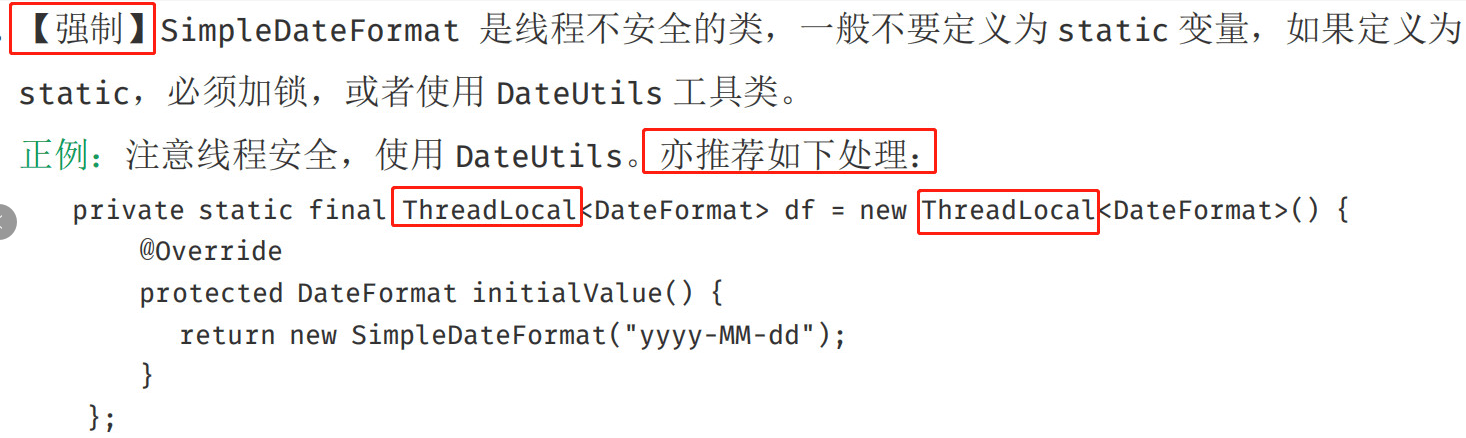 【强制】SimpleDateFormat 是线程不安全的类，一般不要定义为 static 变量，如果定义为
static，必须加锁，或者使用 DateUtils 工具类。
正例：注意线程安全，使用 DateUtils。亦推荐如下处理：
private static final ThreadLocal<DateFormat> df = new ThreadLocal<DateFormat>() {
@Override
protected DateFormat initialValue() {
return new SimpleDateFormat("yyyy-MM-dd");
}
};